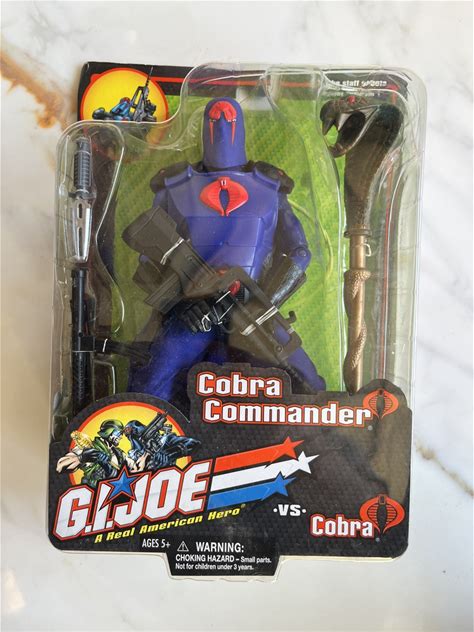 Cobra
Commander
G.I.JOE
A Real American Hero
·VS·
Cobra
AGES 5+
WARNING:
CHOKING HAZARD – Small parts.
Not for children under 3 years.